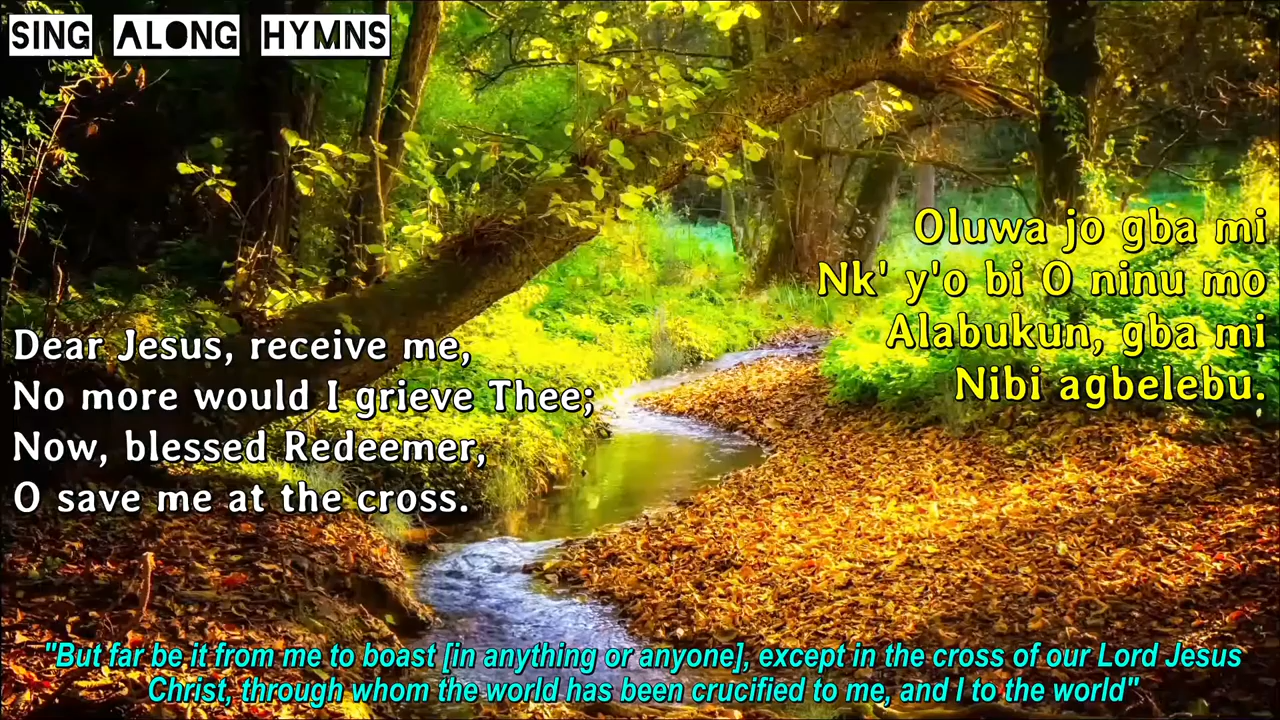 SING ALONG HYMNS
Dear Jesus, receive me,
No more would I grieve Thee;
Now, blessed Redeemer,
O save me at the cross.
Oluwa jo gba mi
Nk' y'o bi O ninu mo
Alabukun, gba mi
Nibi agbelebu.
"But far be it from me to boast [in anything or anyone], except in the cross of our Lord Jesus
Christ, through whom the world has been crucified to me, and I to the world"